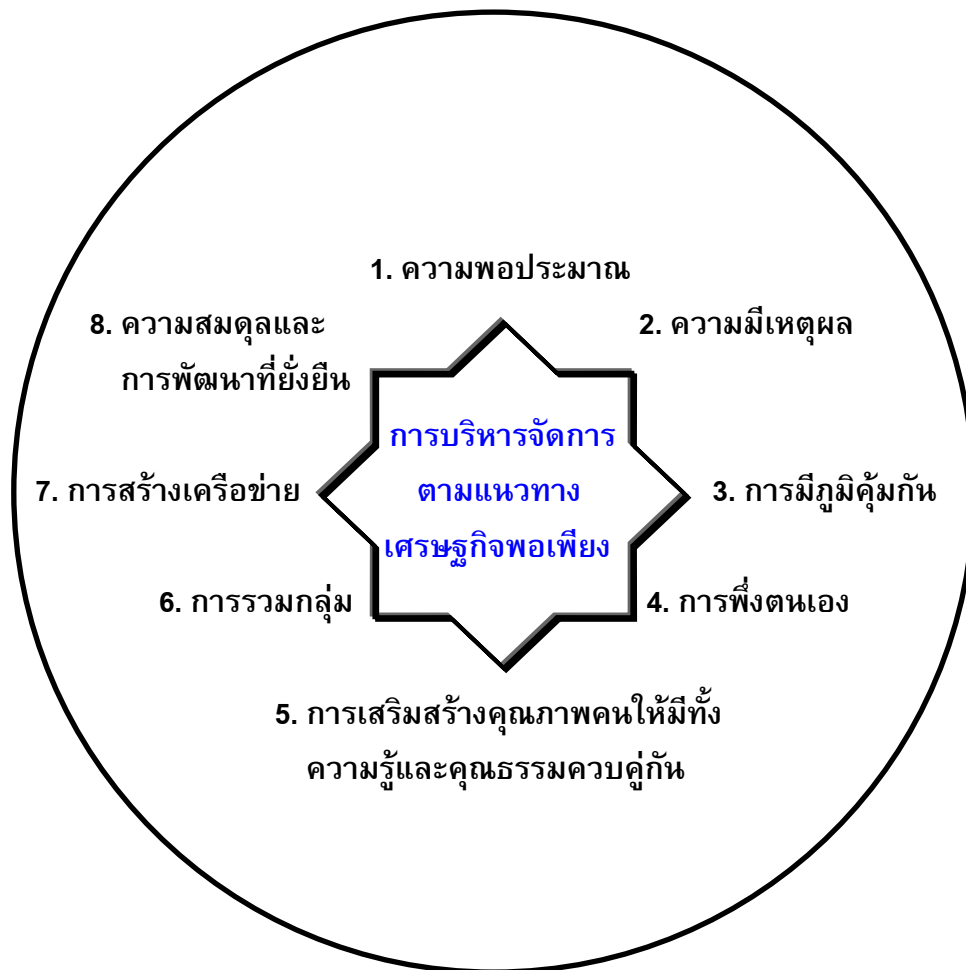 1. ความพอประมาณ
2. ความมีเหตุผล
3. การมีภูมิคุ้มกัน
4. การพึ่งตนเอง
5. การเสริมสร้างคุณภาพคนให้มีทั้ง
ความรู้และคุณธรรมควบคู่กัน
6. การรวมกลุ่ม
7. การสร้างเครือข่าย
8. ความสมดุลและ
การพัฒนาที่ยั่งยืน
การบริหารจัดการ
ตามแนวทาง
เศรษฐกิจพอเพียง